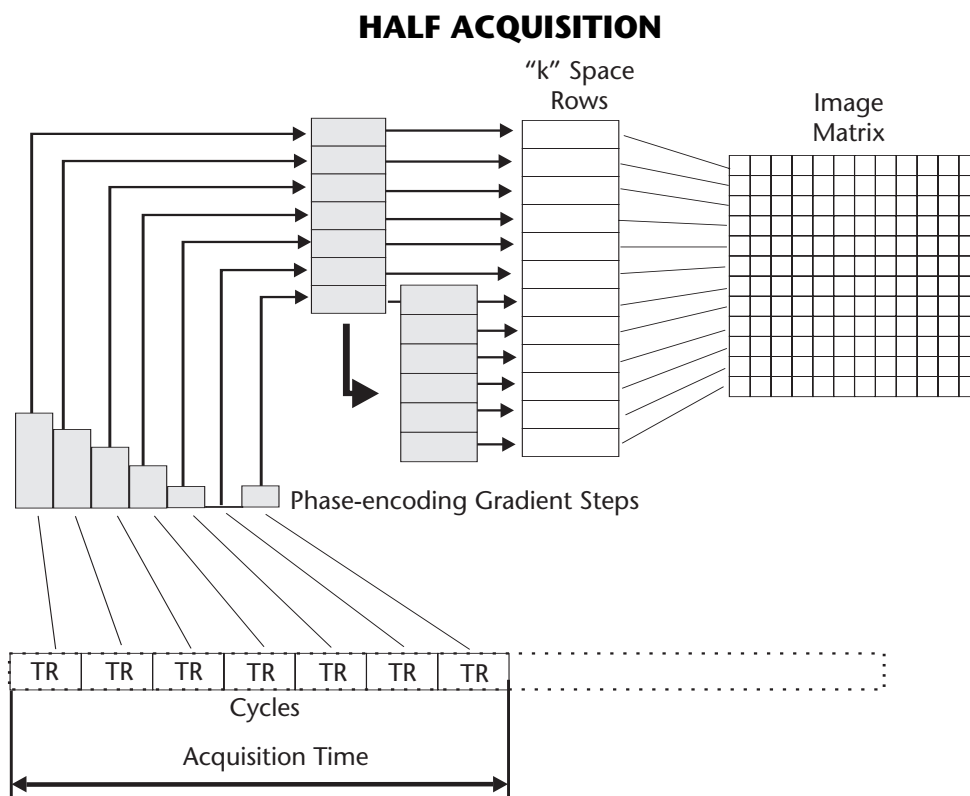 HALF ACQUISITION
“k” Space
Rows
Image
Matrix
Phase-encoding Gradient Steps
TR TR TR TR TR TR TR
Cycles
Acquisition Time